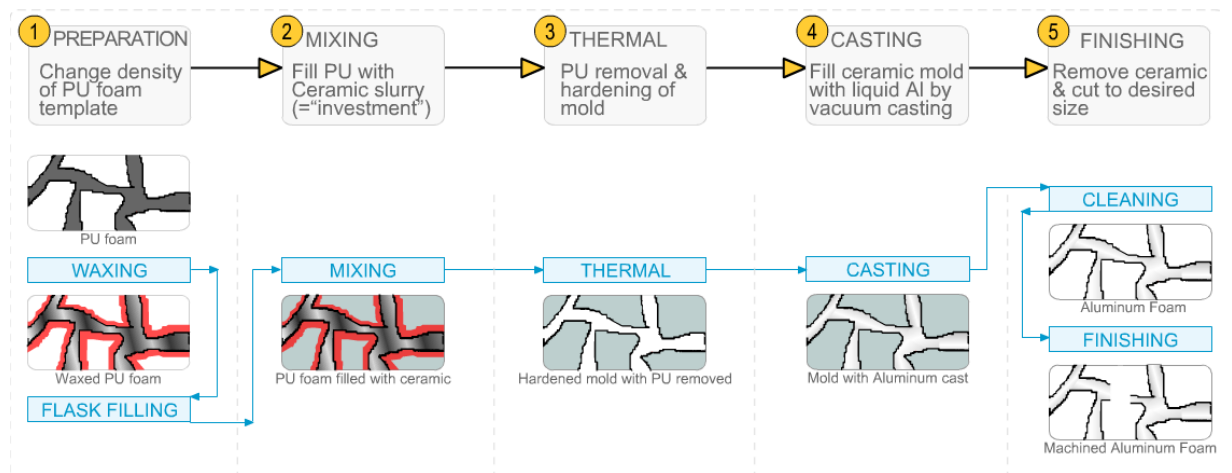 1 PREPARATION
Change density
of PU foam
template
2 MIXING
Fill PU with
Ceramic slurry
(="investment")
3 THERMAL
PU removal &
hardening of
mold
4 CASTING
Fill ceramic mold
with liquid Al by
vacuum casting
5 FINISHING
Remove ceramic
& cut to desired
size
PU foam
WAXING
Waxed PU foam
FLASK FILLING
MIXING
PU foam filled with ceramic
THERMAL
Hardened mold with PU removed
CASTING
Mold with Aluminum cast
CLEANING
Aluminum Foam
FINISHING
Machined Aluminum Foam